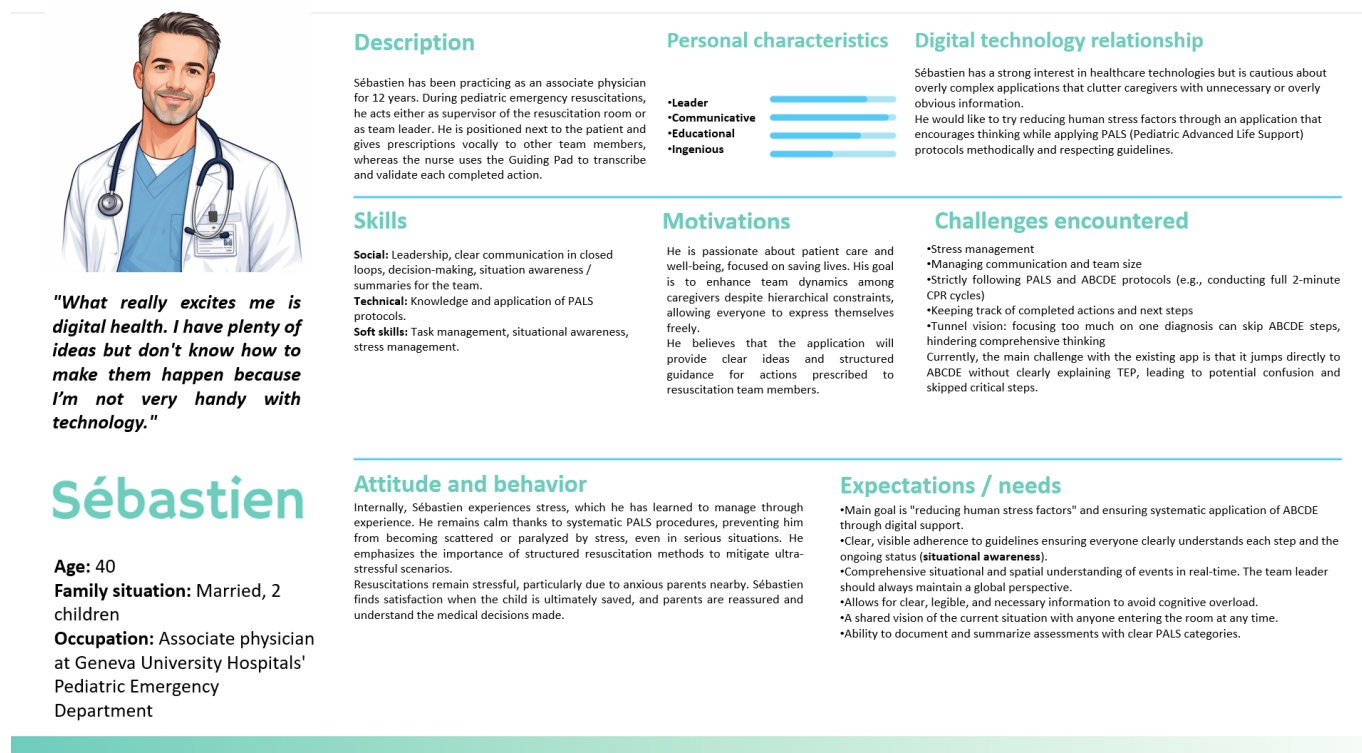 "What really excites me is
digital health. I have plenty of
ideas but don't know how to
make them happen because
I'm not very handy with
technology."
Sébastien
Age: 40
Family situation: Married, 2
children
Occupation: Associate physician
at Geneva University Hospitals'
Pediatric Emergency
Department
Description
Sébastien has been practicing as an associate physician
for 12 years. During pediatric emergency resuscitations,
he acts either as supervisor of the resuscitation room or
as team leader. He is positioned next to the patient and
gives prescriptions vocally to other team members,
whereas the nurse uses the Guiding Pad to transcribe
and validate each completed action.
Personal characteristics
•Leader
•Communicative
•Educational
•Ingenious
Digital technology relationship
Sébastien has a strong interest in healthcare technologies but is cautious about
overly complex applications that clutter caregivers with unnecessary or overly
obvious information.
He would like to try reducing human stress factors through an application that
encourages thinking while applying PALS (Pediatric Advanced Life Support)
protocols methodically and respecting guidelines.
Skills
Social: Leadership, clear communication in closed
loops, decision-making, situation awareness /
summaries for the team.
Technical: Knowledge and application of PALS
protocols.
Soft skills: Task management, situational awareness,
stress management.
Motivations
He is passionate about patient care and
well-being, focused on saving lives. His goal
is to enhance team dynamics among
caregivers despite hierarchical constraints,
allowing everyone to express themselves
freely.
He believes that the application will
provide clear ideas and structured
guidance for actions prescribed to
resuscitation team members.
Challenges encountered
•Stress management
•Managing communication and team size
•Strictly following PALS and ABCDE protocols (e.g., conducting full 2-minute
CPR cycles)
•Keeping track of completed actions and next steps
•Tunnel vision: focusing too much on one diagnosis can skip ABCDE steps,
hindering comprehensive thinking
Currently, the main challenge with the existing app is that it jumps directly to
ABCDE without clearly explaining TEP, leading to potential confusion and
skipped critical steps.
Attitude and behavior
Internally, Sébastien experiences stress, which he has learned to manage through
experience. He remains calm thanks to systematic PALS procedures, preventing him
from becoming scattered or paralyzed by stress, even in serious situations. He
emphasizes the importance of structured resuscitation methods to mitigate ultra-
stressful scenarios.
Resuscitations remain stressful, particularly due to anxious parents nearby. Sébastien
finds satisfaction when the child is ultimately saved, and parents are reassured and
understand the medical decisions made.
Expectations / needs
•Main goal is "reducing human stress factors" and ensuring systematic application of ABCDE
through digital support.
•Clear, visible adherence to guidelines ensuring everyone clearly understands each step and the
ongoing status (situational awareness).
•Comprehensive situational and spatial understanding of events in real-time. The team leader
should always maintain a global perspective.
•Allows for clear, legible, and necessary information to avoid cognitive overload.
•A shared vision of the current situation with anyone entering the room at any time.
•Ability to document and summarize assessments with clear PALS categories.